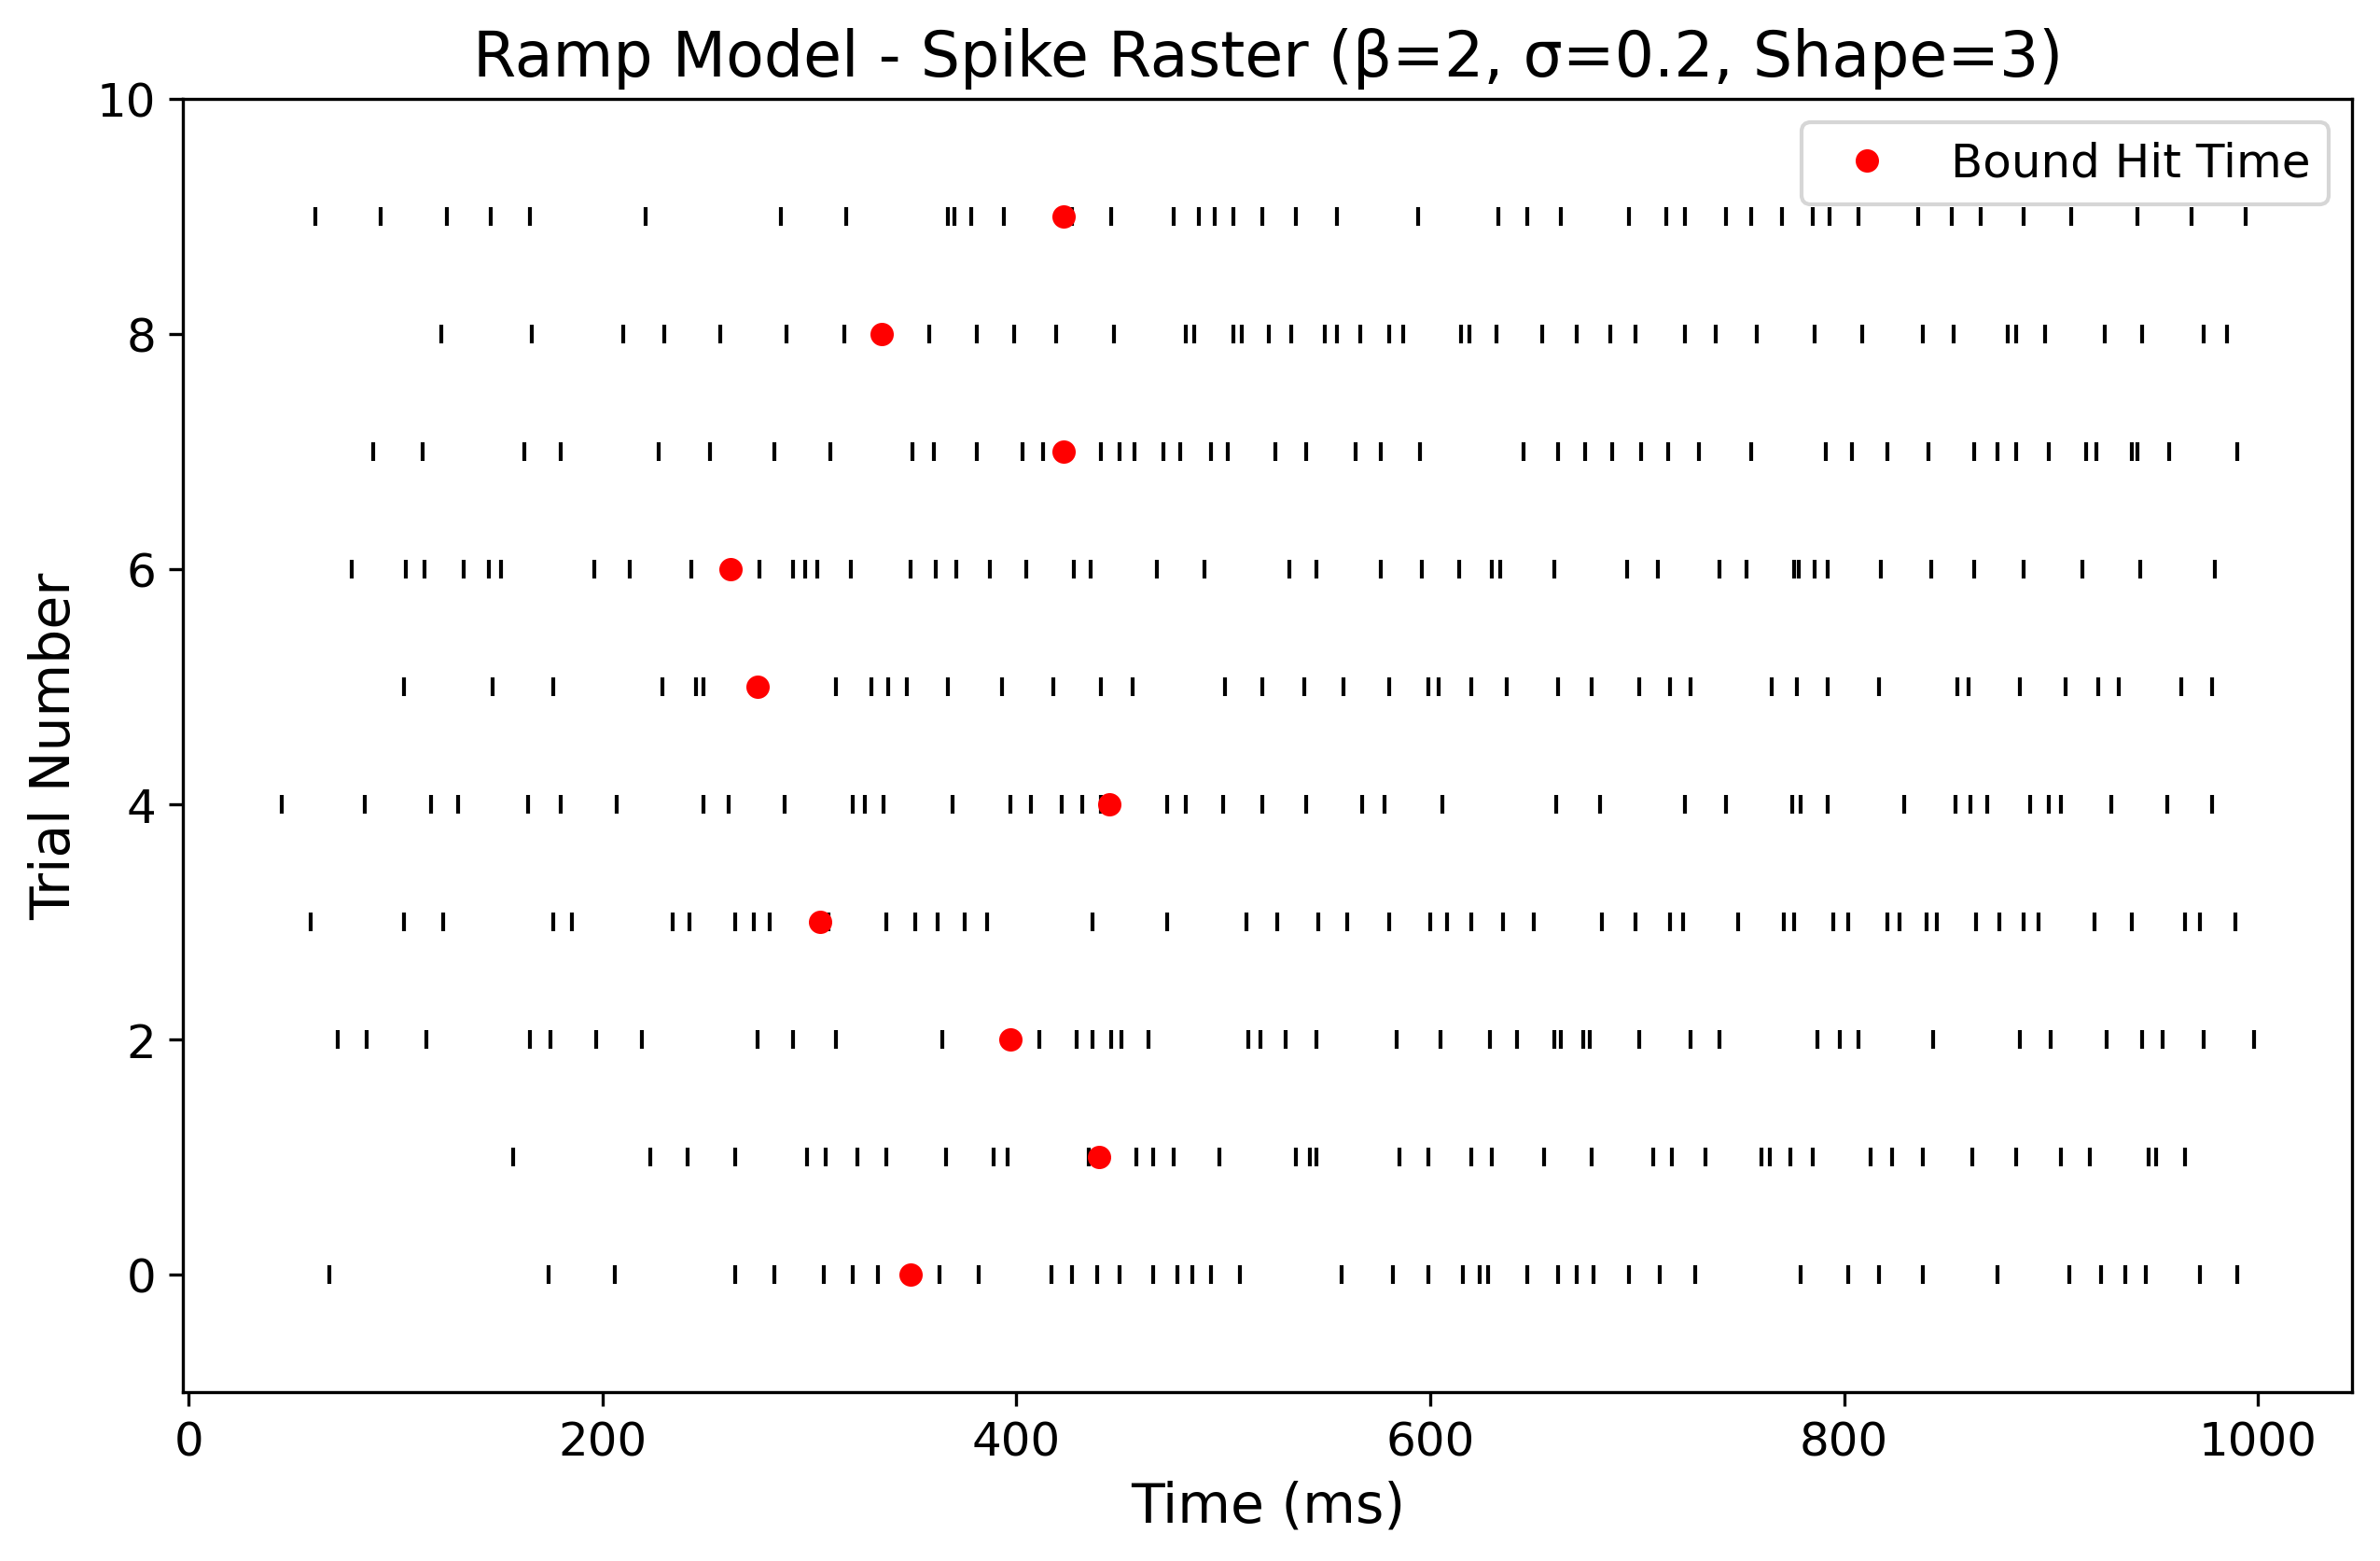 Ramp Model - Spike Raster (β=2, σ=0.2, Shape=3)
Bound Hit Time
10
8
6
4
2
0
Trial Number
0 200 400 600 800 1000
Time (ms)